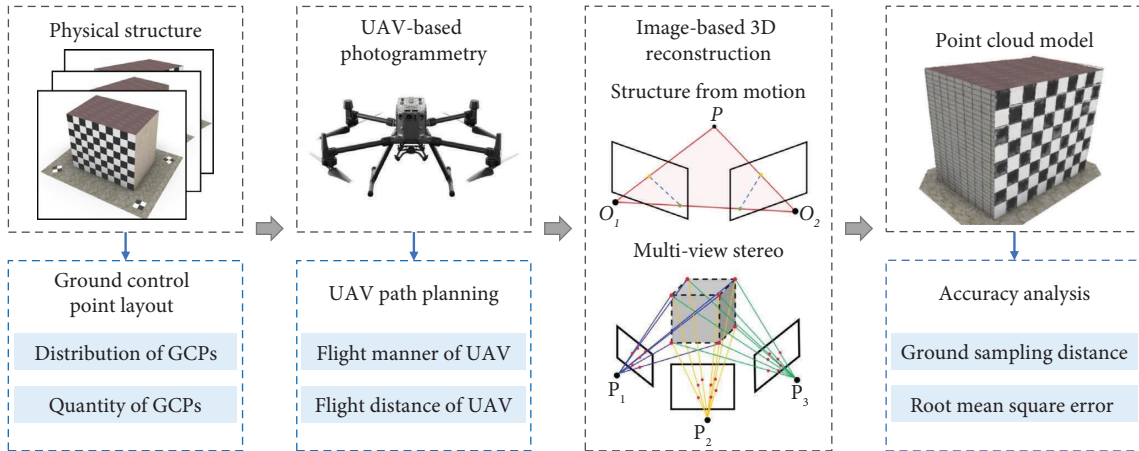 Physical structure
Ground control
point layout
Distribution of GCPs
Quantity of GCPs
UAV-based
photogrammetry
UAV path planning
Flight manner of UAV
Flight distance of UAV
Image-based 3D
reconstruction
Structure from motion
P
O1
O2
Multi-view stereo
P1
P2
P3
Point cloud model
Accuracy analysis
Ground sampling distance
Root mean square error